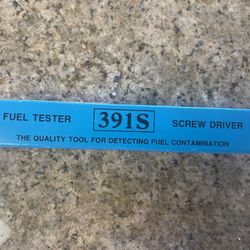 FUEL TESTER 391S SCREW DRIVER
THE QUALITY TOOL FOR DETECTING FUEL CONTAMINATION